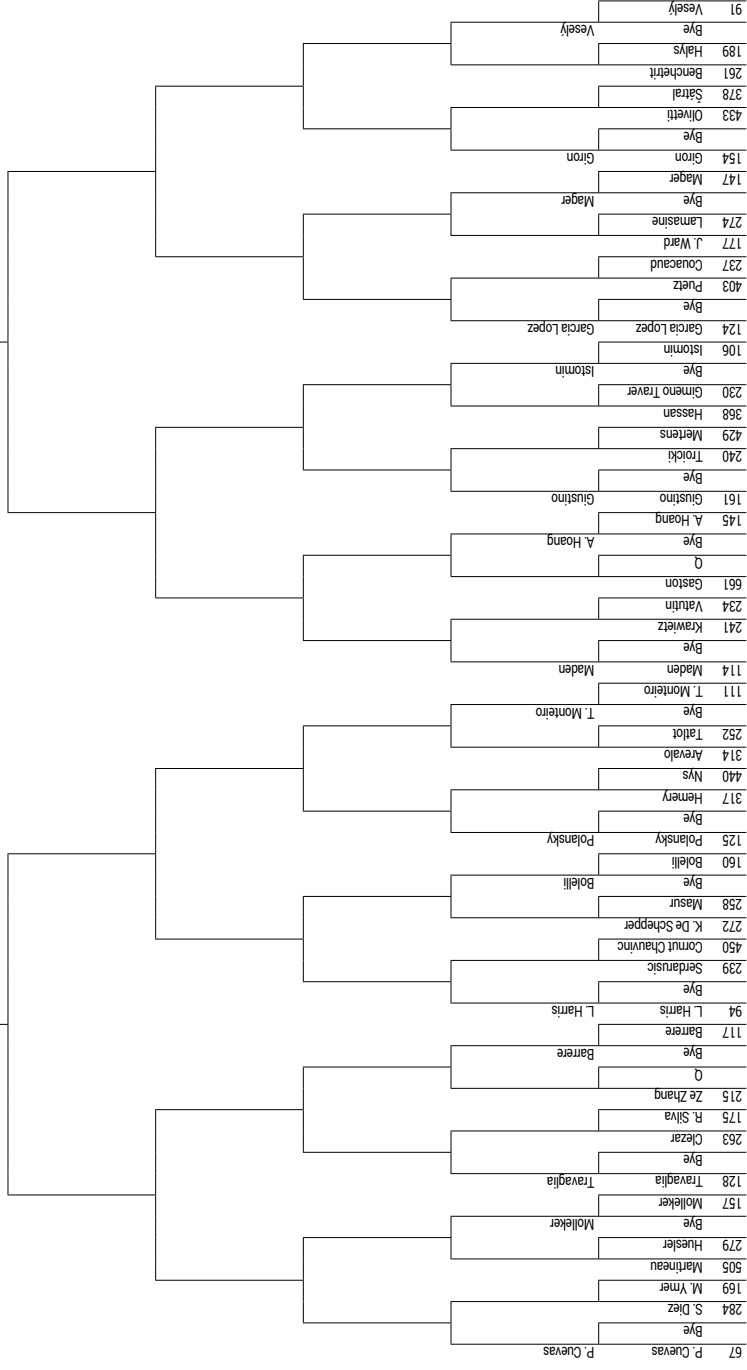 67 P. Cuevas P. Cuevas
Bye
284 S. Diez
169 M. Ymer
505 Martineau
279 Huesler
Bye Molleker
157 Molleker
128 Travaglia Travaglia
Bye
263 Clezar
175 R. Silva
215 Ze Zhang
Q
Bye Barrere
117 Barrere
94 L. Harris L. Harris
Bye
239 Serdarusic
450 Cornut Chauvinc
272 K. De Schepper
258 Masur
Bye Bolelli
160 Bolelli
125 Polansky Polansky
Bye
317 Hemery
440 Nys
314 Arevalo
252 Tatlot
Bye T. Monteiro
111 T. Monteiro
114 Maden Maden
Bye
241 Krawietz
234 Vatutin
661 Gaston
Q
Bye A. Hoang
145 A. Hoang
161 Giustino Giustino
Bye
240 Troicki
429 Mertens
368 Hassan
230 Gimeno Traver
Bye Istomin
106 Istomin
124 Garcia Lopez Garcia Lopez
Bye
403 Puetz
237 Couacaud
177 J. Ward
274 Lamasine
Bye Mager
147 Mager
154 Giron Giron
Bye
433 Olivetti
378 Šátral
261 Benchetrit
189 Halys
Bye Veselý
91 Veselý